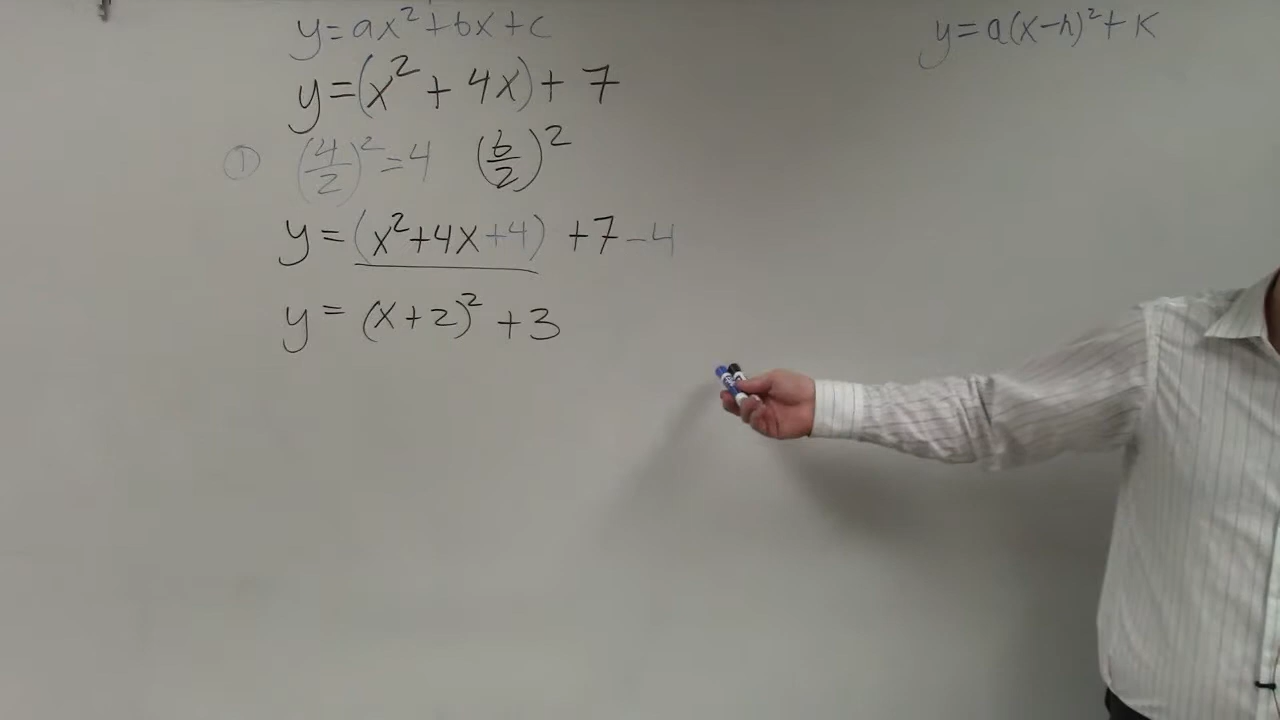 y=ax²+bx+c
y=a(x-h)²+k
y=(x²+4x)+7
① (4/2)²=4 (b/2)²
y=(x²+4x+4)+7-4
y=(x+2)²+3